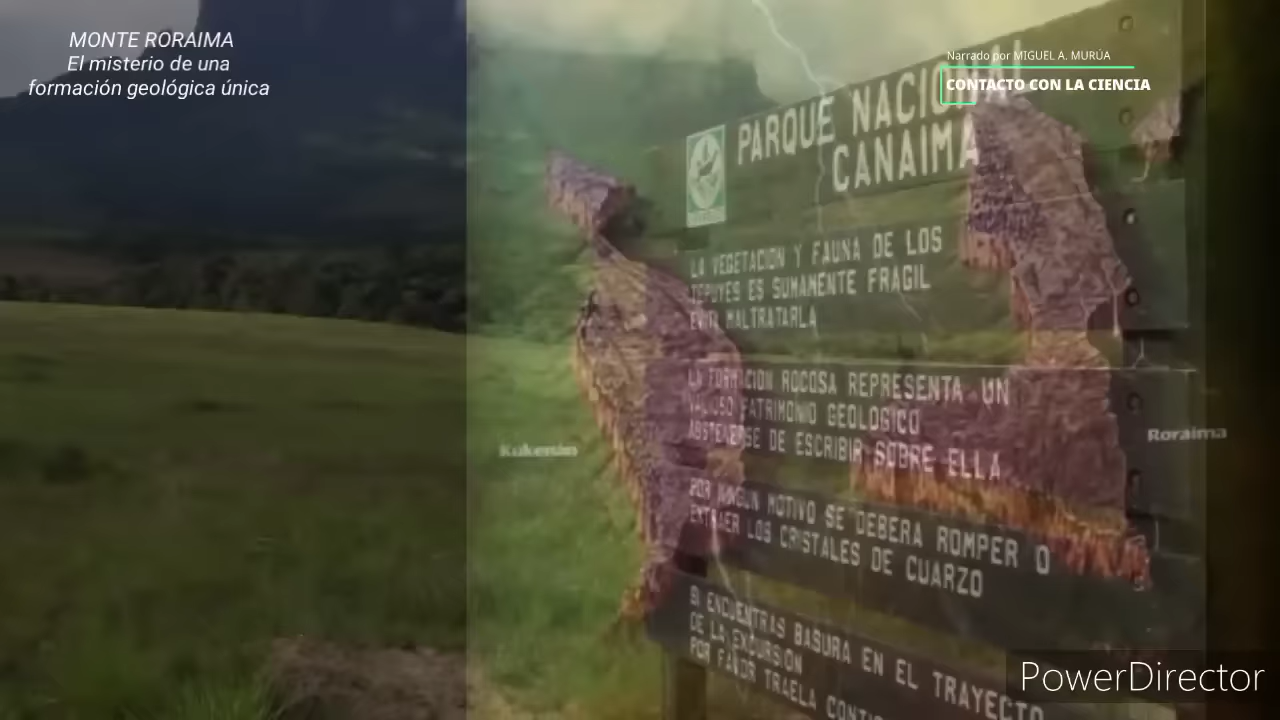 MONTE RORAIMA
El misterio de una
formación geológica única
Narrado por MIGUEL A. MURÚA
CONTACTO CON LA CIENCIA
PARQUE NACIONAL
CANAIMA
LA VEGETACION Y FAUNA DE LOS
TEPUYES ES SUMAMENTE FRAGIL
EVITA MALTRATARLA
LA FORMACION ROCOSA REPRESENTA UN
VALIOSO PATRIMONIO GEOLOGICO
ABSTENERSE DE ESCRIBIR SOBRE ELLA
POR NINGUN MOTIVO SE DEBERA ROMPER O
EXTRAER LOS CRISTALES DE CUARZO
SI ENCUENTRAS BASURA EN EL TRAYECTO
DE LA EXCURSION
POR FAVOR TRAELA
Kukenán
Roraima
PowerDirector